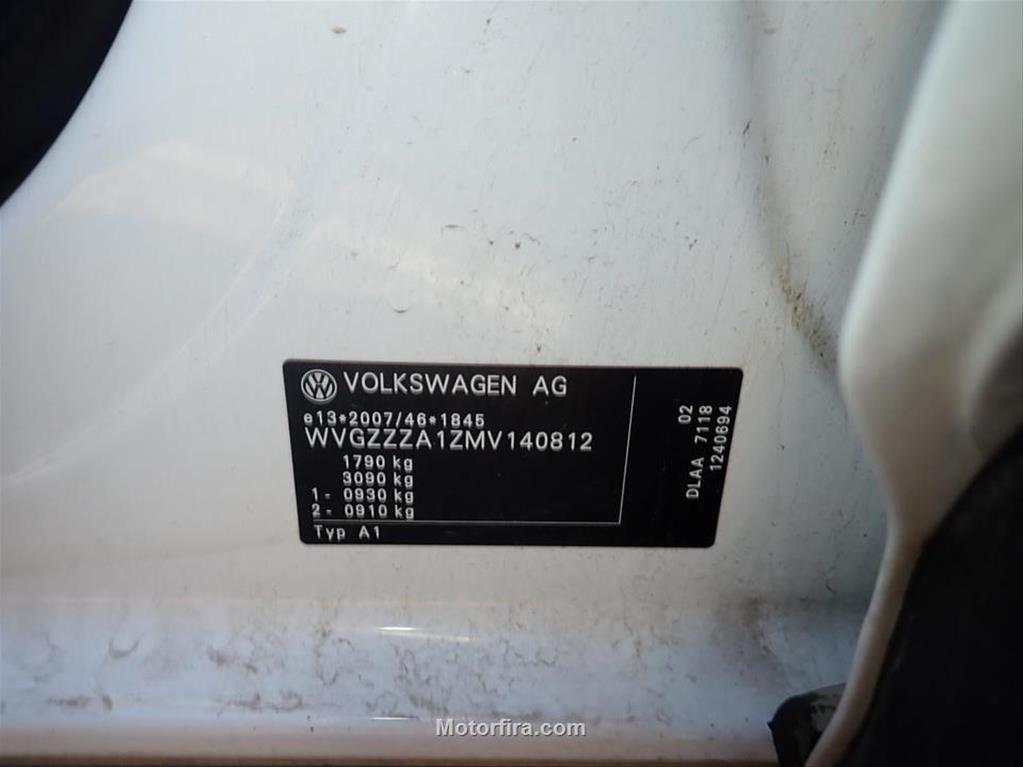 VOLKSWAGEN AG
e13*2007/46*1845
WVGZZZA1ZMV140812
1790 kg
3090 kg
1- 0930 kg
2- 0910 kg
Typ A1
02
DLAA 7118
1240694
Motorfira.com